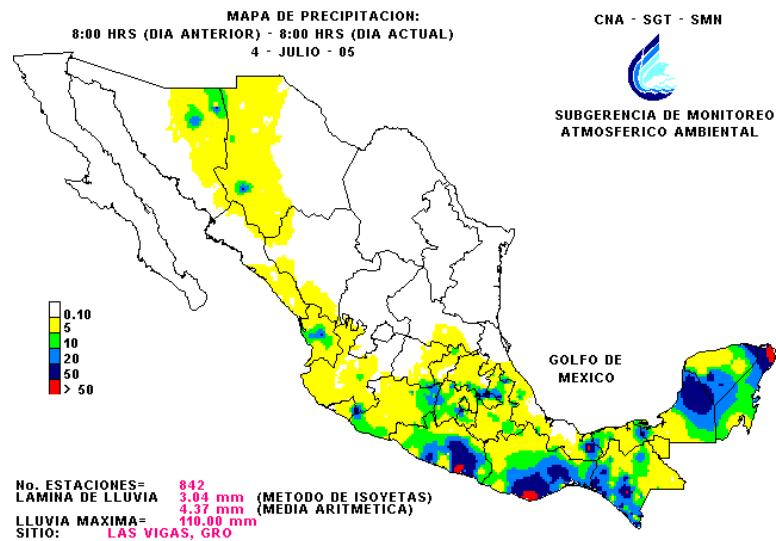 MAPA DE PRECIPITACION:
8:00 HRS (DIA ANTERIOR) - 8:00 HRS (DIA ACTUAL)
4 - JULIO - 05
CNA - SGT - SMN
SUBGERENCIA DE MONITOREO
ATMOSFERICO AMBIENTAL
0.10
5
10
20
50
> 50
GOLFO DE
MEXICO
No. ESTACIONES= 842
LAMINA DE LLUVIA 3.04 mm (METODO DE ISOYETAS)
4.37 mm (MEDIA ARITMETICA)
LLUVIA MAXIMA= 110.00 mm
SITIO: LAS VIGAS, GRO